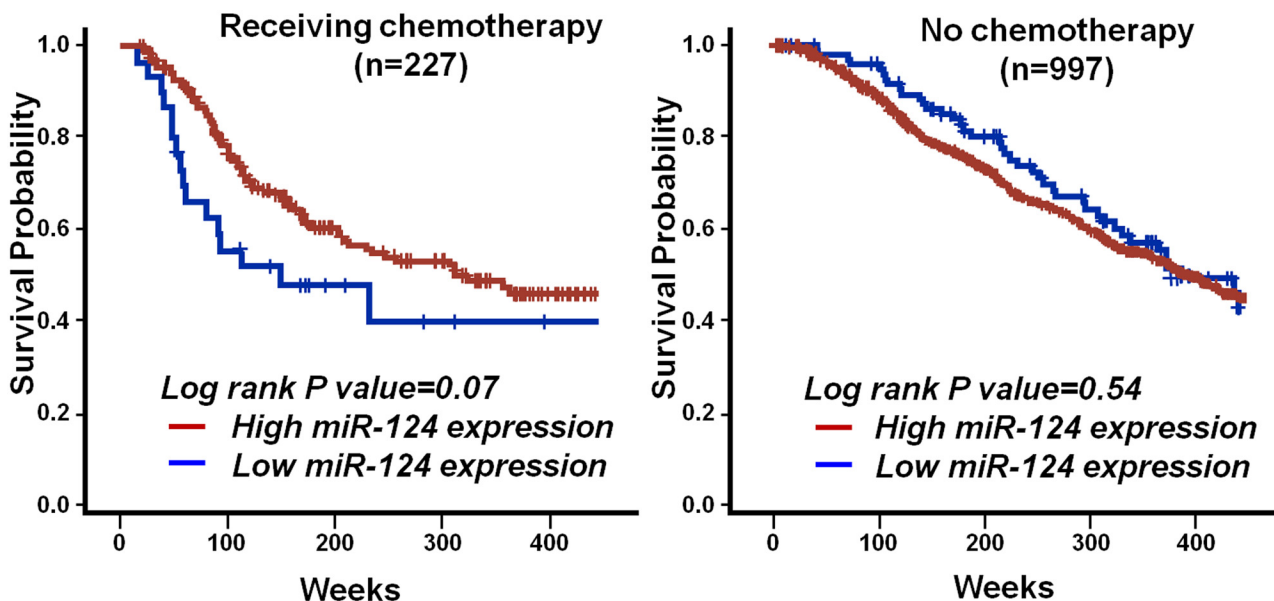 Receiving chemotherapy
(n=227)
Survival Probability
1.0
0.8
0.6
0.4
0.2
0.0
Log rank P value=0.07
High miR-124 expression
Low miR-124 expression
0 100 200 300 400
Weeks
No chemotherapy
(n=997)
Survival Probability
1.0
0.8
0.6
0.4
0.2
0.0
Log rank P value=0.54
High miR-124 expression
Low miR-124 expression
0 100 200 300 400
Weeks